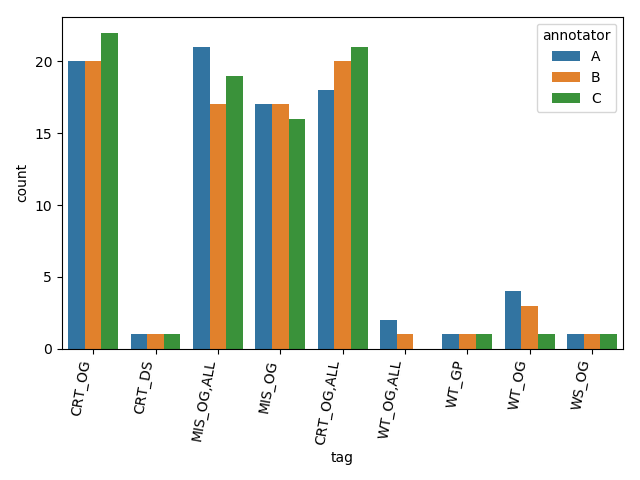 annotator
A
B
C
count
20
15
10
5
0
CRT_OG
CRT_DS
MIS_OG,ALL
MIS_OG
CRT_OG,ALL
WT_OG,ALL
WT_GP
WT_OG
WS_OG
tag